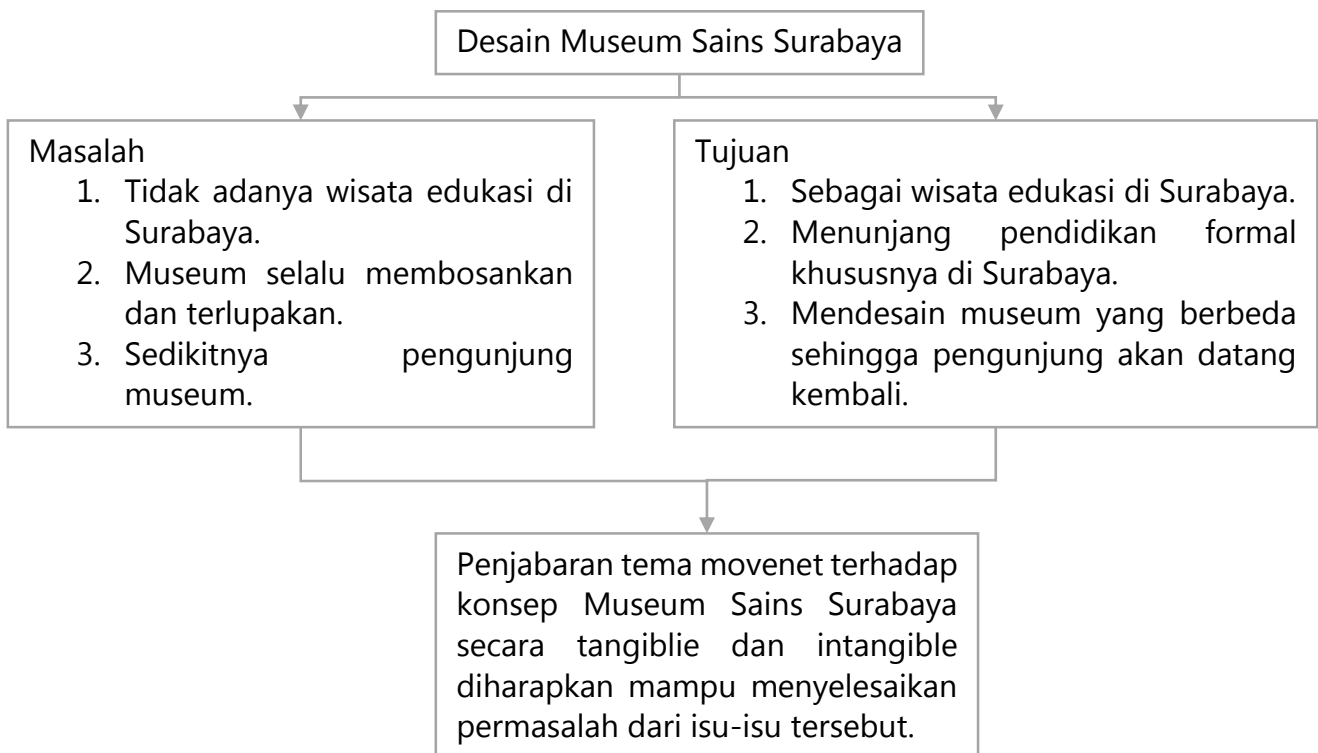 Desain Museum Sains Surabaya
Masalah
1. Tidak adanya wisata edukasi di
Surabaya.
2. Museum selalu membosankan
dan terlupakan.
3. Sedikitnya pengunjung
museum.
Tujuan
1. Sebagai wisata edukasi di Surabaya.
2. Menunjang pendidikan formal
khususnya di Surabaya.
3. Mendesain museum yang berbeda
sehingga pengunjung akan datang
kembali.
Penjabaran tema movenet terhadap
konsep Museum Sains Surabaya
secara tangiblie dan intangible
diharapkan mampu menyelesaikan
permasalah dari isu-isu tersebut.